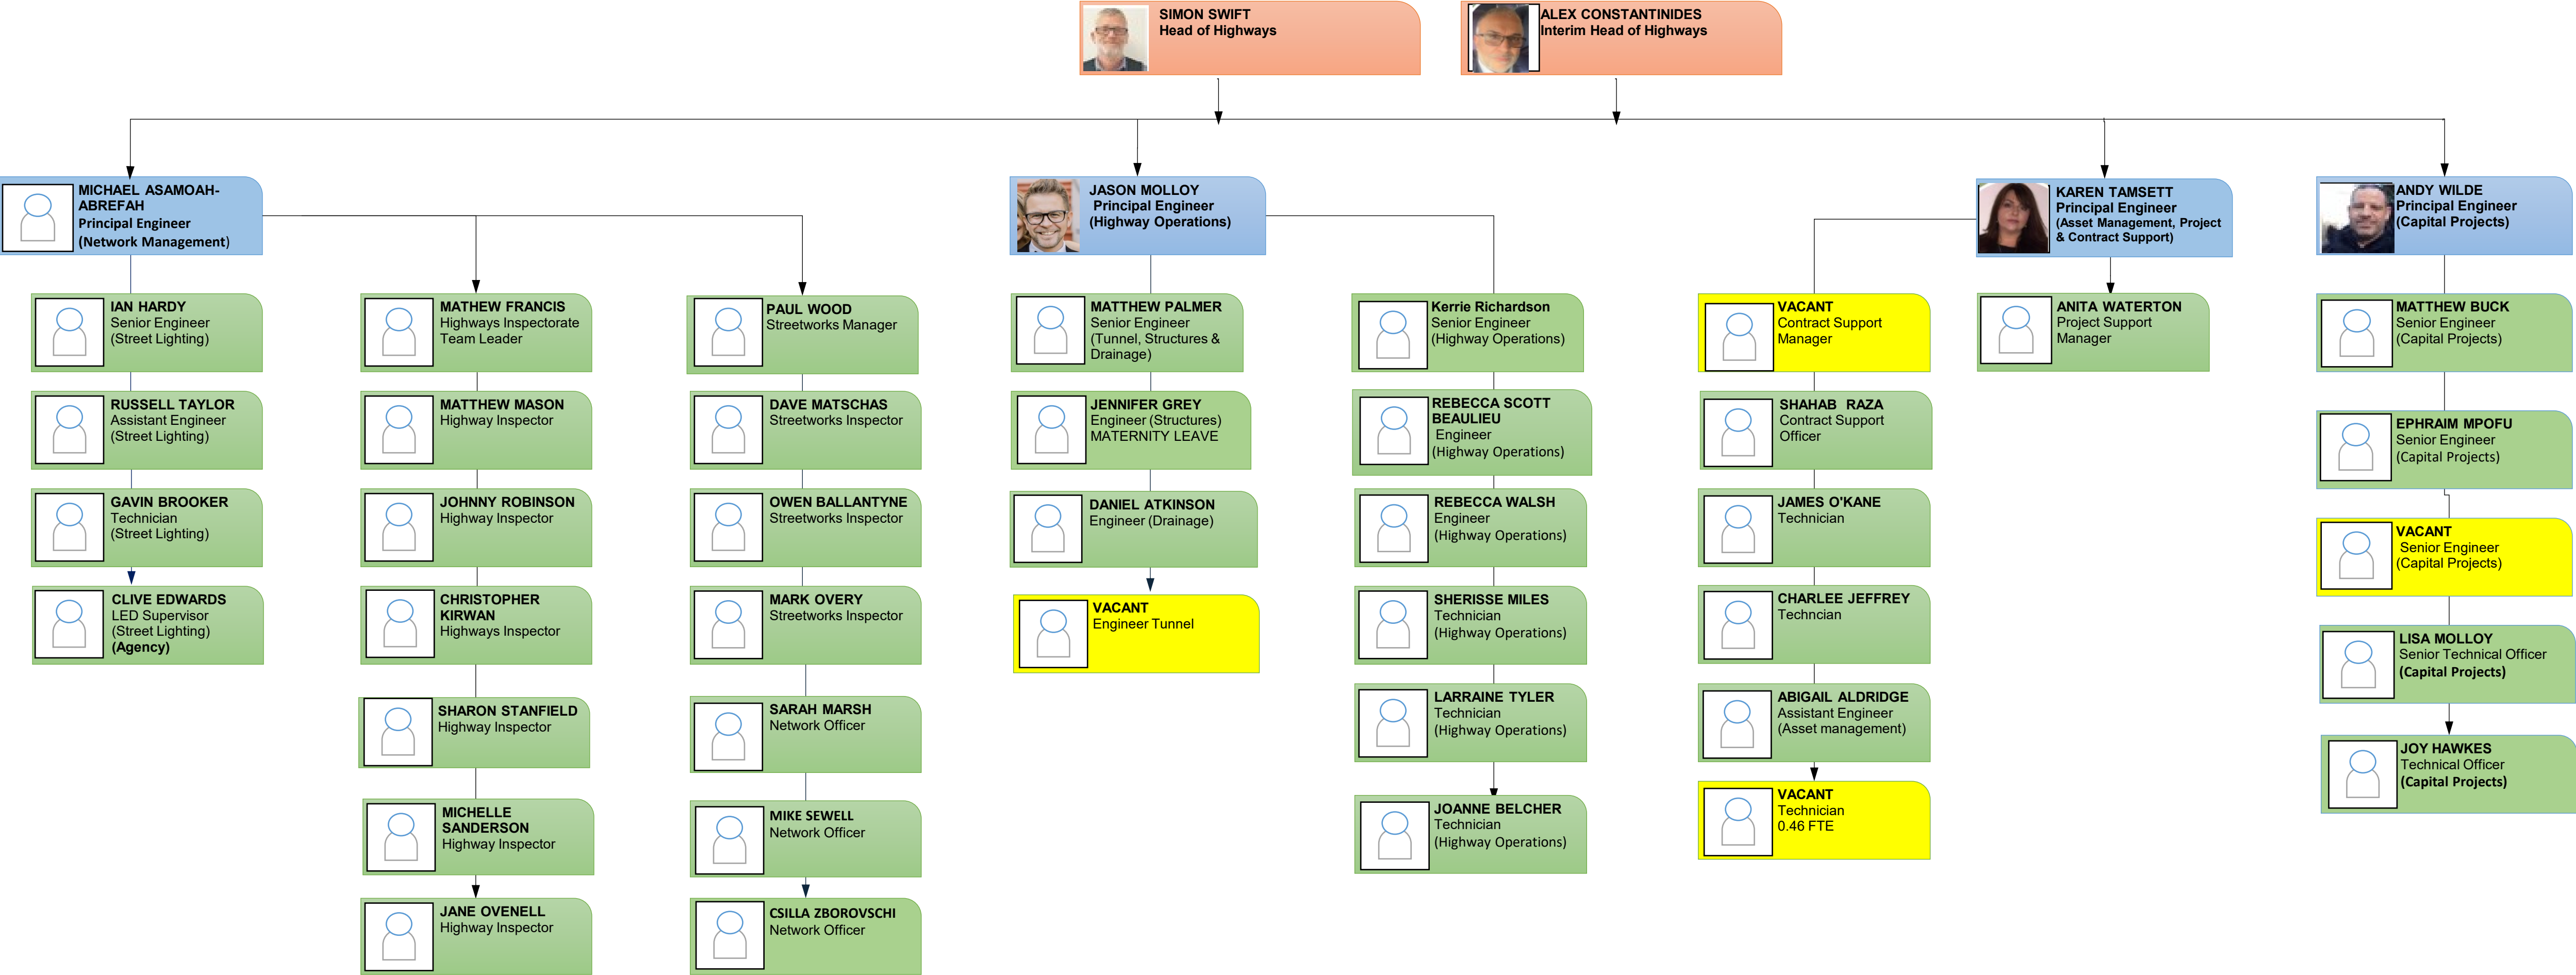 SIMON SWIFT
Head of Highways
ALEX CONSTANTINIDES
Interim Head of Highways
MICHAEL ASAMOAH-
ABREFAH
Principal Engineer
(Network Management)
JASON MOLLOY
Principal Engineer
(Highway Operations)
KAREN TAMSETT
Principal Engineer
(Asset Management, Project
& Contract Support)
ANDY WILDE
Principal Engineer
(Capital Projects)
IAN HARDY
Senior Engineer
(Street Lighting)
RUSSELL TAYLOR
Assistant Engineer
(Street Lighting)
GAVIN BROOKER
Technician
(Street Lighting)
CLIVE EDWARDS
LED Supervisor
(Street Lighting)
(Agency)
MATHEW FRANCIS
Highways Inspectorate
Team Leader
MATTHEW MASON
Highway Inspector
JOHNNY ROBINSON
Highway Inspector
CHRISTOPHER
KIRWAN
Highways Inspector
SHARON STANFIELD
Highway Inspector
MICHELLE
SANDERSON
Highway Inspector
JANE OVENELL
Highway Inspector
PAUL WOOD
Streetworks Manager
DAVE MATSCHAS
Streetworks Inspector
OWEN BALLANTYNE
Streetworks Inspector
MARK OVERY
Streetworks Inspector
SARAH MARSH
Network Officer
MIKE SEWELL
Network Officer
CSILLA ZBOROVSCHI
Network Officer
MATTHEW PALMER
Senior Engineer
(Tunnel, Structures &
Drainage)
JENNIFER GREY
Engineer (Structures)
MATERNITY LEAVE
DANIEL ATKINSON
Engineer (Drainage)
VACANT
Engineer Tunnel
Kerrie Richardson
Senior Engineer
(Highway Operations)
REBECCA SCOTT
BEAULIEU
Engineer
(Highway Operations)
REBECCA WALSH
Engineer
(Highway Operations)
SHERISSE MILES
Technician
(Highway Operations)
LARRAINE TYLER
Technician
(Highway Operations)
JOANNE BELCHER
Technician
(Highway Operations)
VACANT
Contract Support
Manager
SHAHAB RAZA
Contract Support
Officer
JAMES O'KANE
Technician
CHARLEE JEFFREY
Techncian
ABIGAIL ALDRIDGE
Assistant Engineer
(Asset management)
VACANT
Technician
0.46 FTE
ANITA WATERTON
Project Support
Manager
MATTHEW BUCK
Senior Engineer
(Capital Projects)
EPHRAIM MPOFU
Senior Engineer
(Capital Projects)
VACANT
Senior Engineer
(Capital Projects)
LISA MOLLOY
Senior Technical Officer
(Capital Projects)
JOY HAWKES
Technical Officer
(Capital Projects)